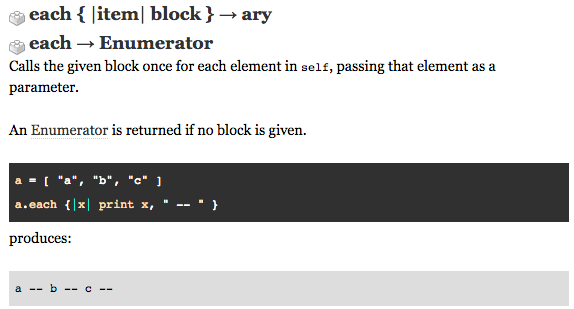 each { |item| block } → ary
each → Enumerator
Calls the given block once for each element in self, passing that element as a
parameter.
An Enumerator is returned if no block is given.
a = [ "a", "b", "c" ]
a.each {|x| print x, " -- " }
produces:
a -- b -- c --